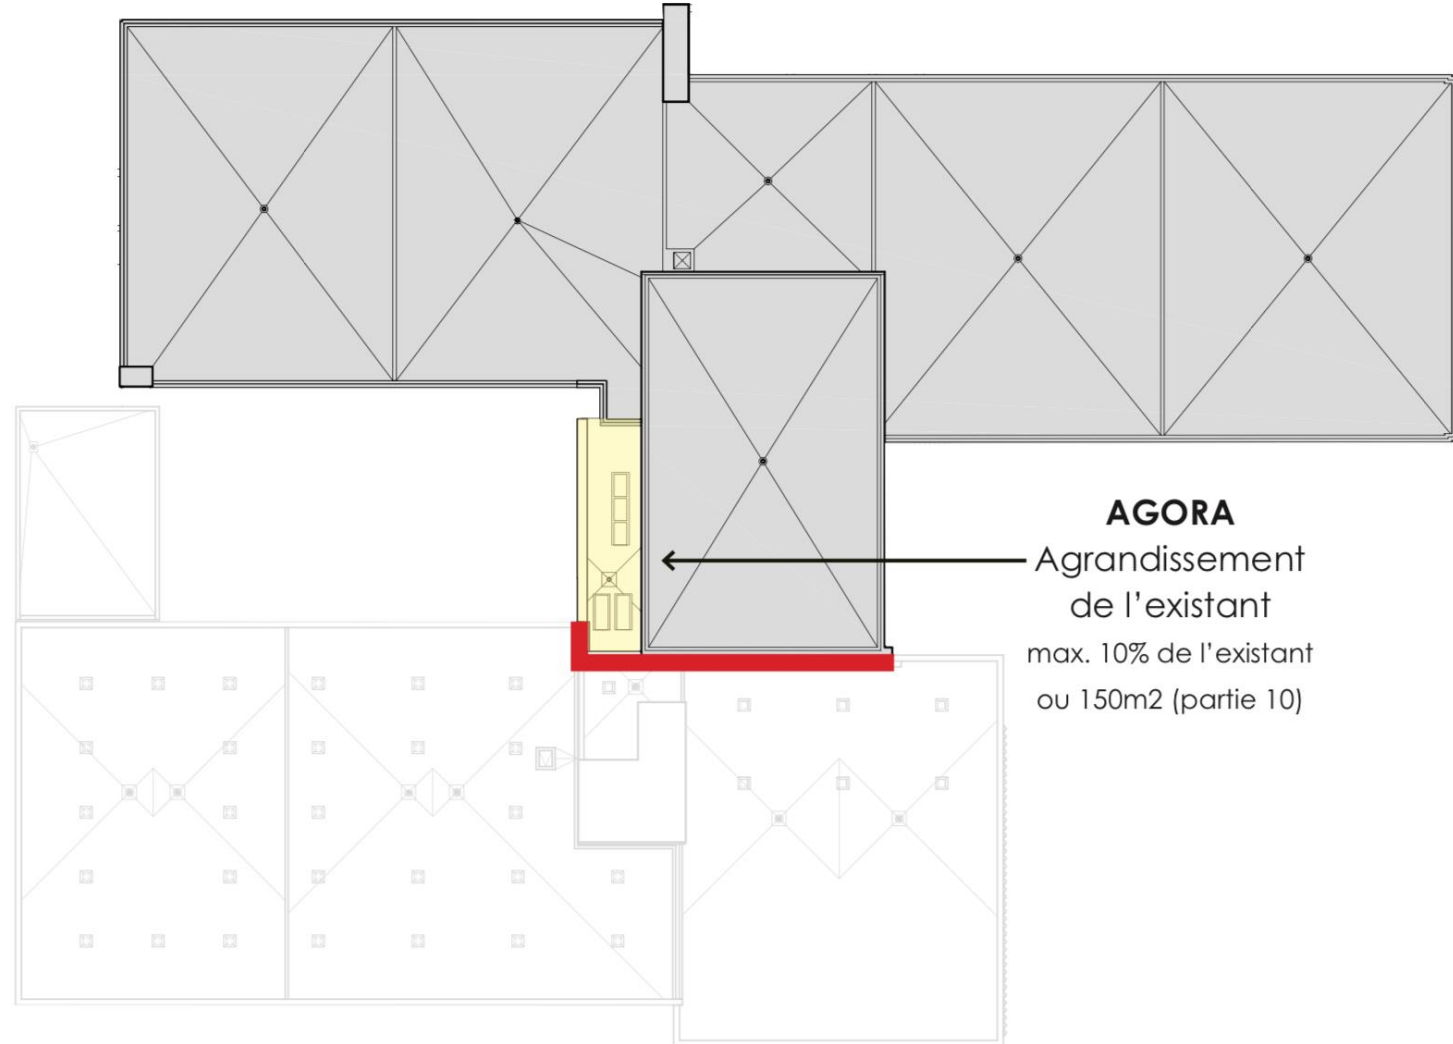 AGORA
Agrandissement
de l’existant
max. 10% de l’existant
ou 150m2 (partie 10)